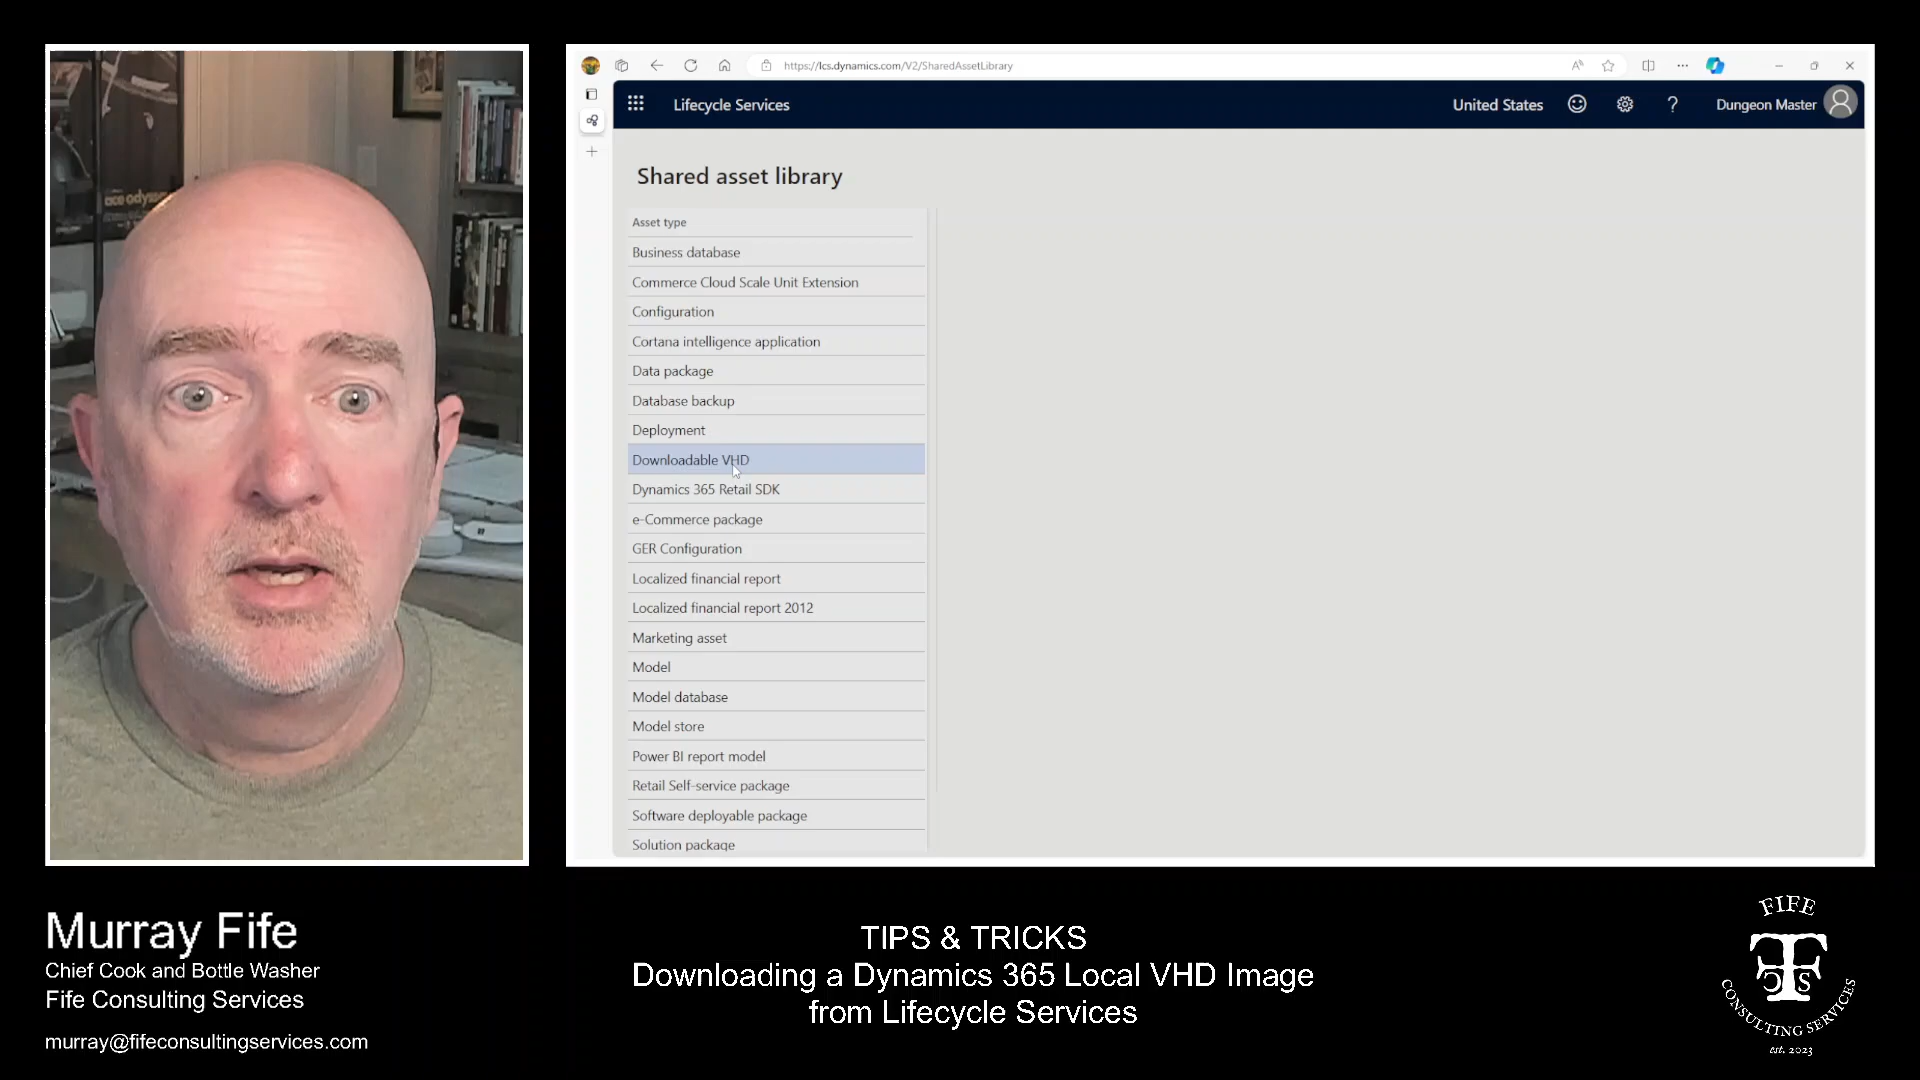 ace odyss
https://lcs.dynamics.com/V2/SharedAssetLibrary
Lifecycle Services
United States
Dungeon Master
Shared asset library
Asset type
Business database
Commerce Cloud Scale Unit Extension
Configuration
Cortana intelligence application
Data package
Database backup
Deployment
Downloadable VHD
Dynamics 365 Retail SDK
e-Commerce package
GER Configuration
Localized financial report
Localized financial report 2012
Marketing asset
Model
Model database
Model store
Power BI report model
Retail Self-service package
Software deployable package
Solution package
Murray Fife
Chief Cook and Bottle Washer
Fife Consulting Services
murray@fifeconsultingservices.com
TIPS & TRICKS
Downloading a Dynamics 365 Local VHD Image
from Lifecycle Services
FIFE
CONSULTING SERVICES
est. 2023